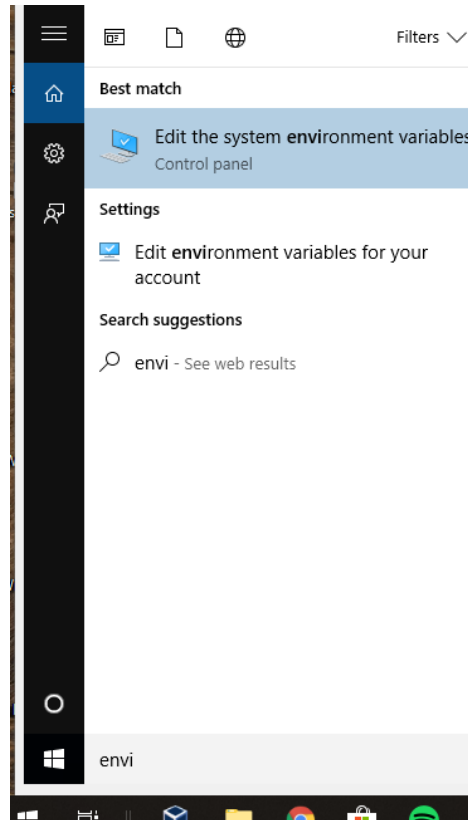 Filters
Best match
Edit the system environment variables
Control panel
Settings
Edit environment variables for your
account
Search suggestions
envi - See web results
envi